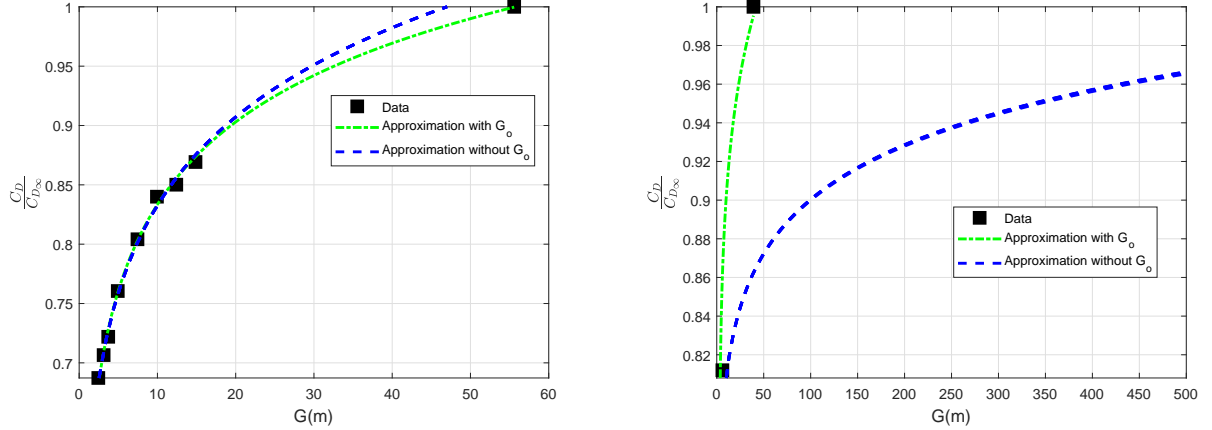 1
0.95
0.9
0.85
0.8
0.75
0.7
C_D
C_{D∞}
0 10 20 30 40 50 60
G(m)
Data
Approximation with G_o
Approximation without G_o
1
0.98
0.96
0.94
0.92
0.9
0.88
0.86
0.84
0.82
C_D
C_{D∞}
0 50 100 150 200 250 300 350 400 450 500
G(m)
Data
Approximation with G_o
Approximation without G_o